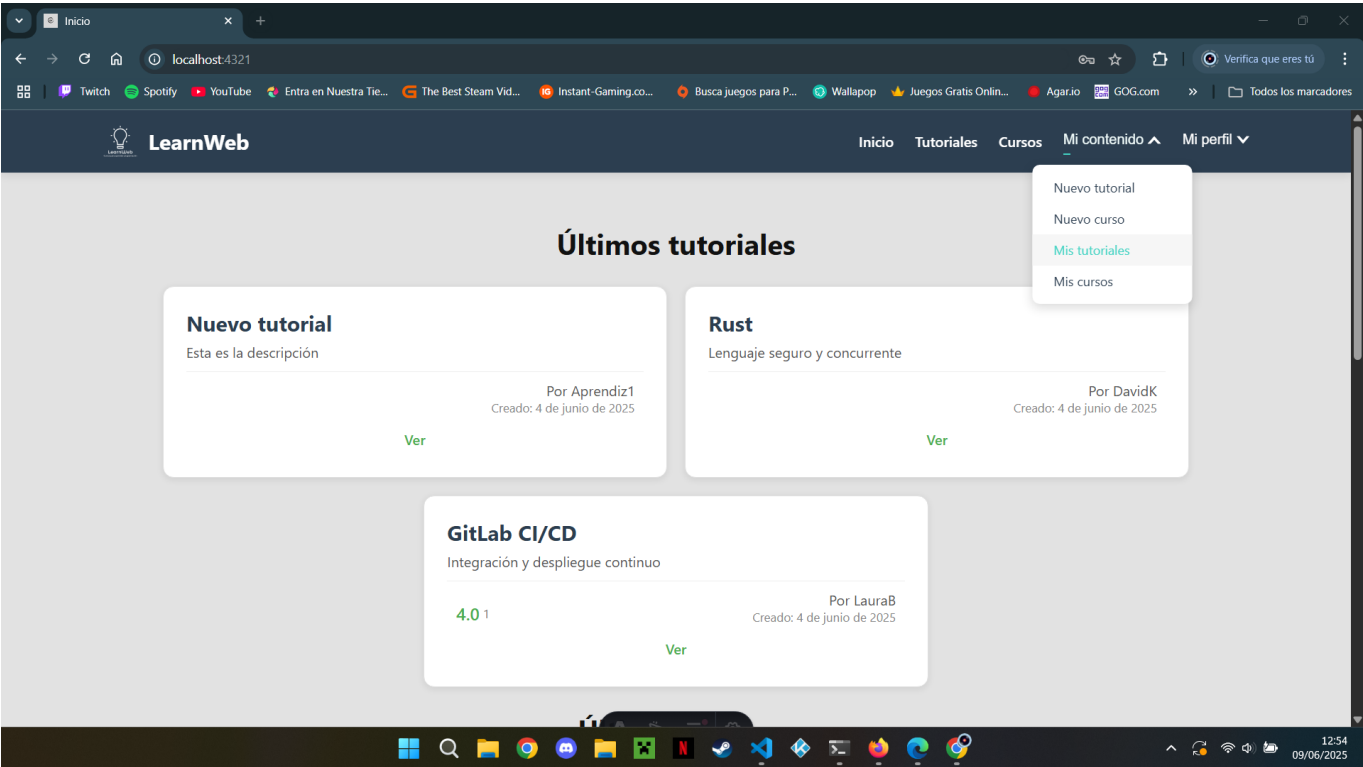 Inicio
localhost:4321
Verifica que eres tú
Twitch Spotify YouTube Entra en Nuestra Tie... The Best Steam Vid... Instant-Gaming.co... Busca juegos para P... Wallapop Juegos Gratis Onlin... Agar.io GOG.com » Todos los marcadores
LearnWeb Inicio Tutoriales Cursos Mi contenido Mi perfil
Nuevo tutorial
Nuevo curso
Mis tutoriales
Mis cursos
Últimos tutoriales
Nuevo tutorial
Esta es la descripción
Por Aprendiz1
Creado: 4 de junio de 2025
Ver
Rust
Lenguaje seguro y concurrente
Por DavidK
Creado: 4 de junio de 2025
Ver
GitLab CI/CD
Integración y despliegue continuo
4.0 1
Por LauraB
Creado: 4 de junio de 2025
Ver
12:54
09/06/2025